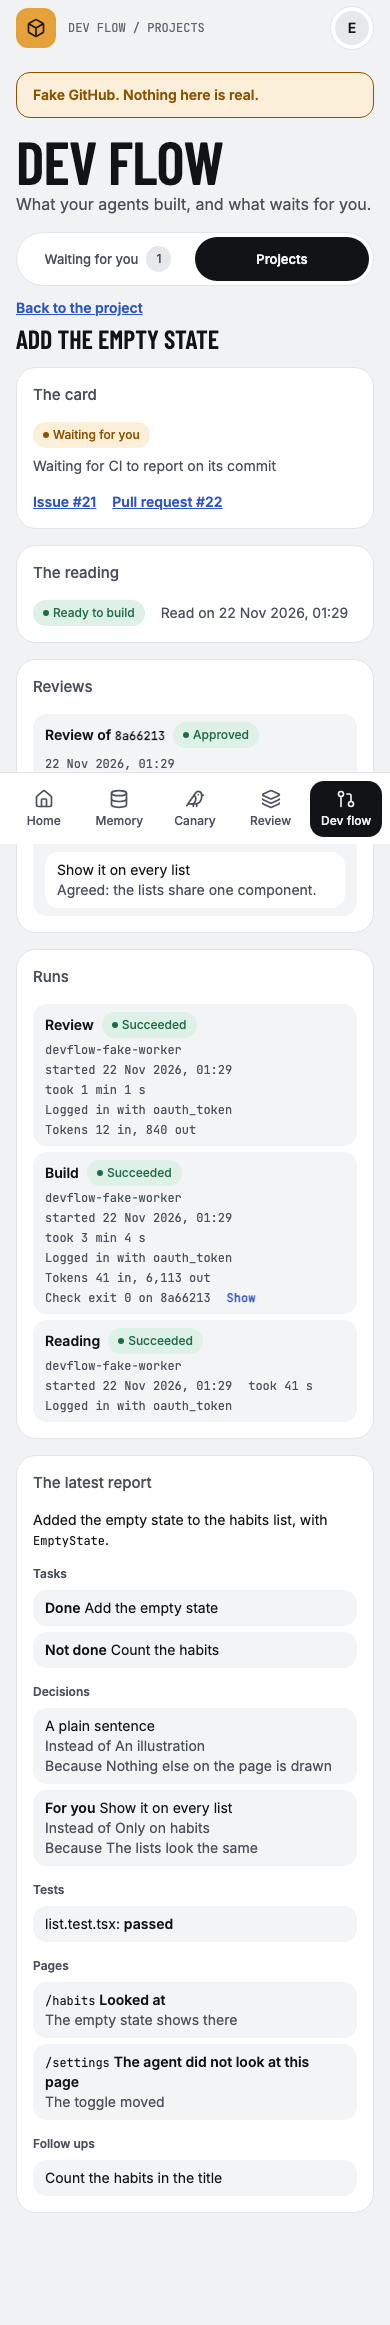 DEV FLOW / PROJECTS
E
Fake GitHub. Nothing here is real.
DEV FLOW
What your agents built, and what waits for you.
Waiting for you 1
Projects
Back to the project
ADD THE EMPTY STATE
The card
Waiting for you
Waiting for CI to report on its commit
Issue #21 Pull request #22
The reading
Ready to build Read on 22 Nov 2026, 01:29
Reviews
Review of 8a66213 Approved
22 Nov 2026, 01:29
Home Memory Canary Review Dev flow
Show it on every list
Agreed: the lists share one component.
Runs
Review Succeeded
devflow-fake-worker
started 22 Nov 2026, 01:29
took 1 min 1 s
Logged in with oauth_token
Tokens 12 in, 840 out
Build Succeeded
devflow-fake-worker
started 22 Nov 2026, 01:29
took 3 min 4 s
Logged in with oauth_token
Tokens 41 in, 6,113 out
Check exit 0 on 8a66213 Show
Reading Succeeded
devflow-fake-worker
started 22 Nov 2026, 01:29 took 41 s
Logged in with oauth_token
The latest report
Added the empty state to the habits list, with
EmptyState.
Tasks
Done Add the empty state
Not done Count the habits
Decisions
A plain sentence
Instead of An illustration
Because Nothing else on the page is drawn
For you Show it on every list
Instead of Only on habits
Because The lists look the same
Tests
list.test.tsx: passed
Pages
/habits Looked at
The empty state shows there
/settings The agent did not look at this
page
The toggle moved
Follow ups
Count the habits in the title